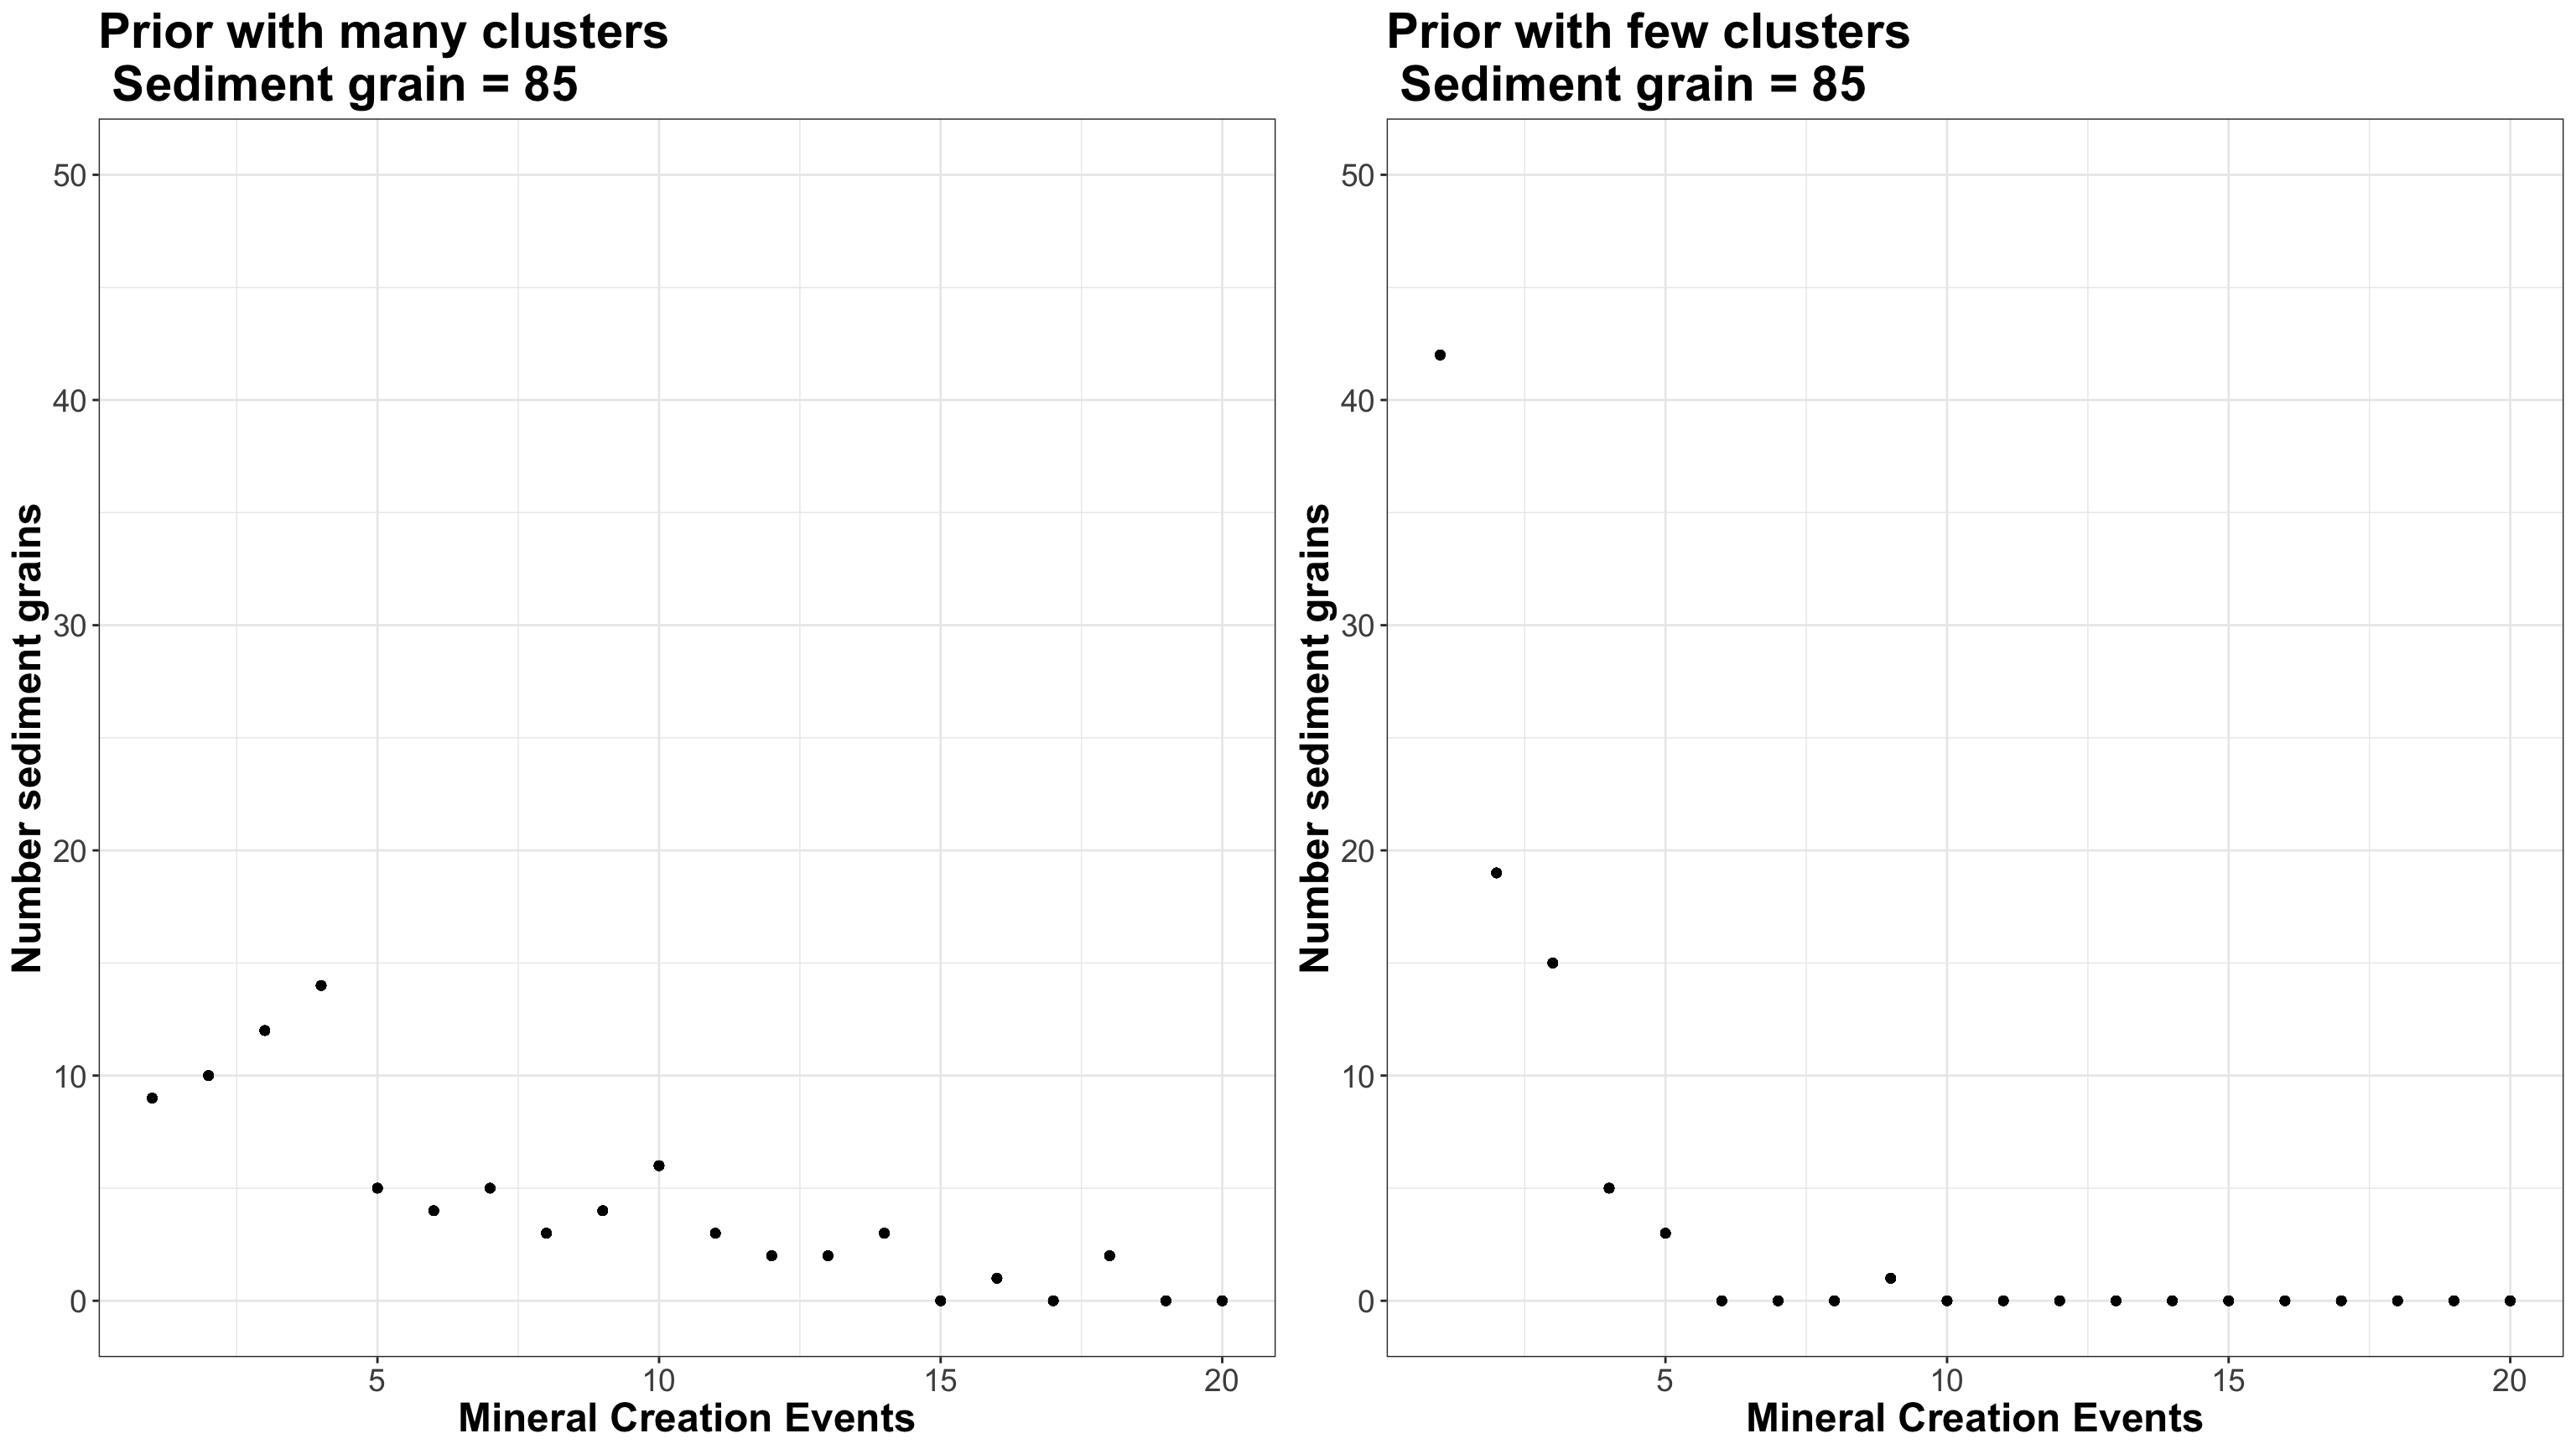 Prior with many clusters
Sediment grain = 85
50
40
30
20
10
0
Number sediment grains
5 10 15 20
Mineral Creation Events
Prior with few clusters
Sediment grain = 85
50
40
30
20
10
0
Number sediment grains
5 10 15 20
Mineral Creation Events